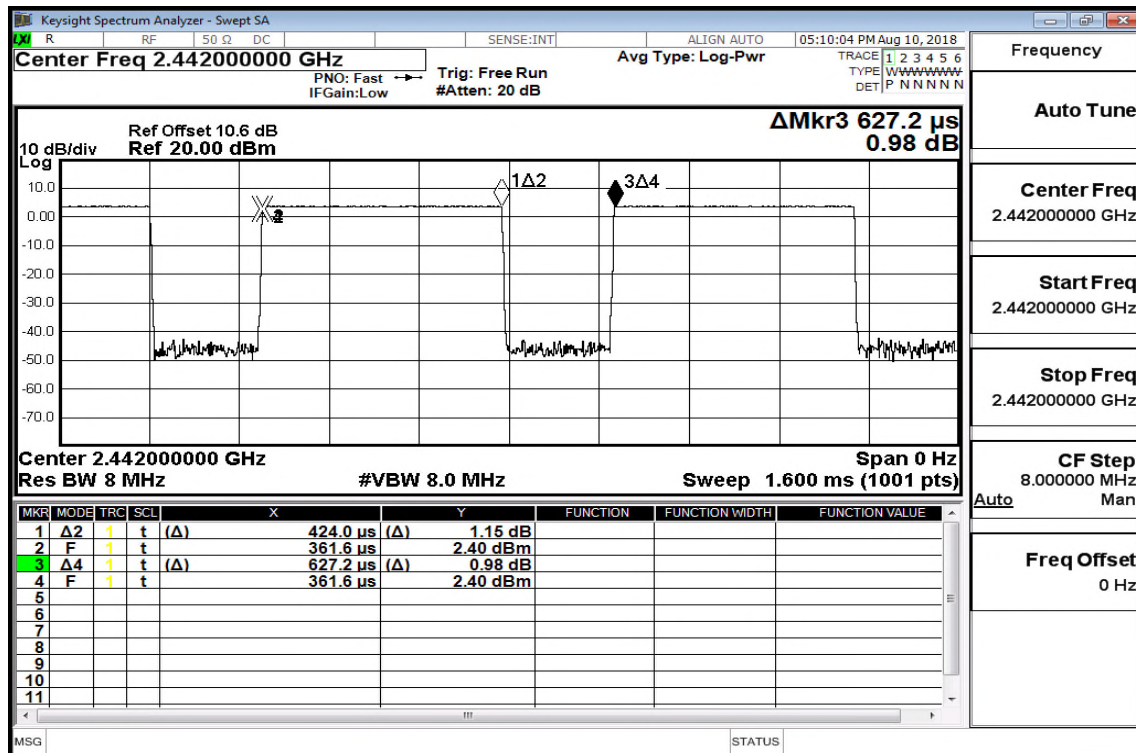 Keysight Spectrum Analyzer - Swept SA
LXI R RF 50 Ω DC SENSE:INT ALIGN AUTO 05:10:04 PM Aug 10, 2018
Center Freq 2.442000000 GHz
PNO: Fast
IFGain:Low
Trig: Free Run
#Atten: 20 dB
Avg Type: Log-Pwr
TRACE 1 2 3 4 5 6
TYPE WWWWWW
DET P N N N N N
ΔMkr3 627.2 µs
0.98 dB
Ref Offset 10.6 dB
10 dB/div Ref 20.00 dBm
Log
10.0
0.00
-10.0
-20.0
-30.0
-40.0
-50.0
-60.0
-70.0
1Δ2
3Δ4
Center 2.442000000 GHz Span 0 Hz
Res BW 8 MHz #VBW 8.0 MHz Sweep 1.600 ms (1001 pts)
MKR MODE TRC SCL X Y FUNCTION FUNCTION WIDTH FUNCTION VALUE
1 Δ2 1 t (Δ) 424.0 µs (Δ) 1.15 dB
2 F 1 t 361.6 µs 2.40 dBm
3 Δ4 1 t (Δ) 627.2 µs (Δ) 0.98 dB
4 F 1 t 361.6 µs 2.40 dBm
5
6
7
8
9
10
11
MSG STATUS
Frequency
Auto Tune
Center Freq
2.442000000 GHz
Start Freq
2.442000000 GHz
Stop Freq
2.442000000 GHz
CF Step
8.000000 MHz
Auto Man
Freq Offset
0 Hz